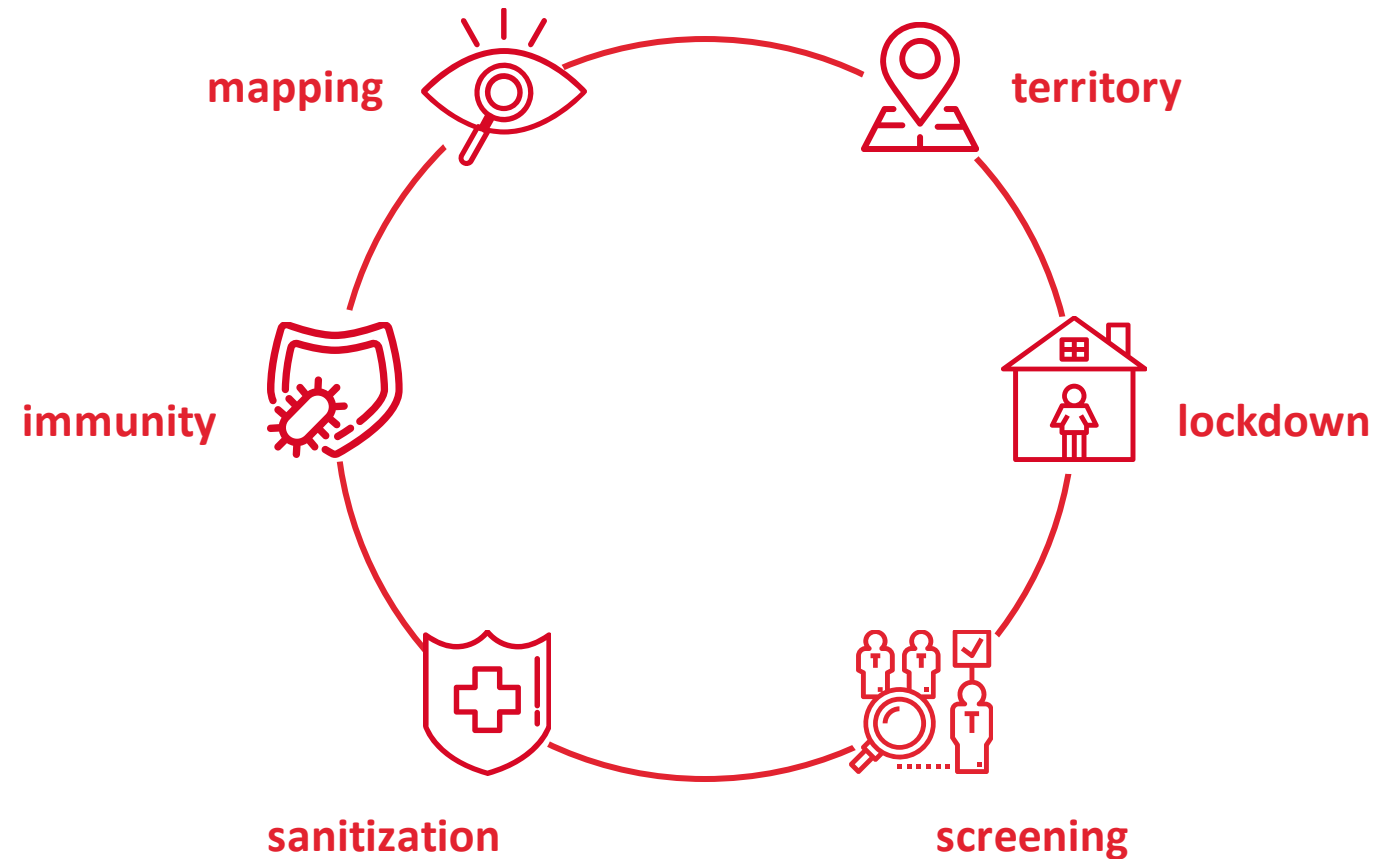 mapping
territory
immunity
lockdown
T
T
T
sanitization
screening